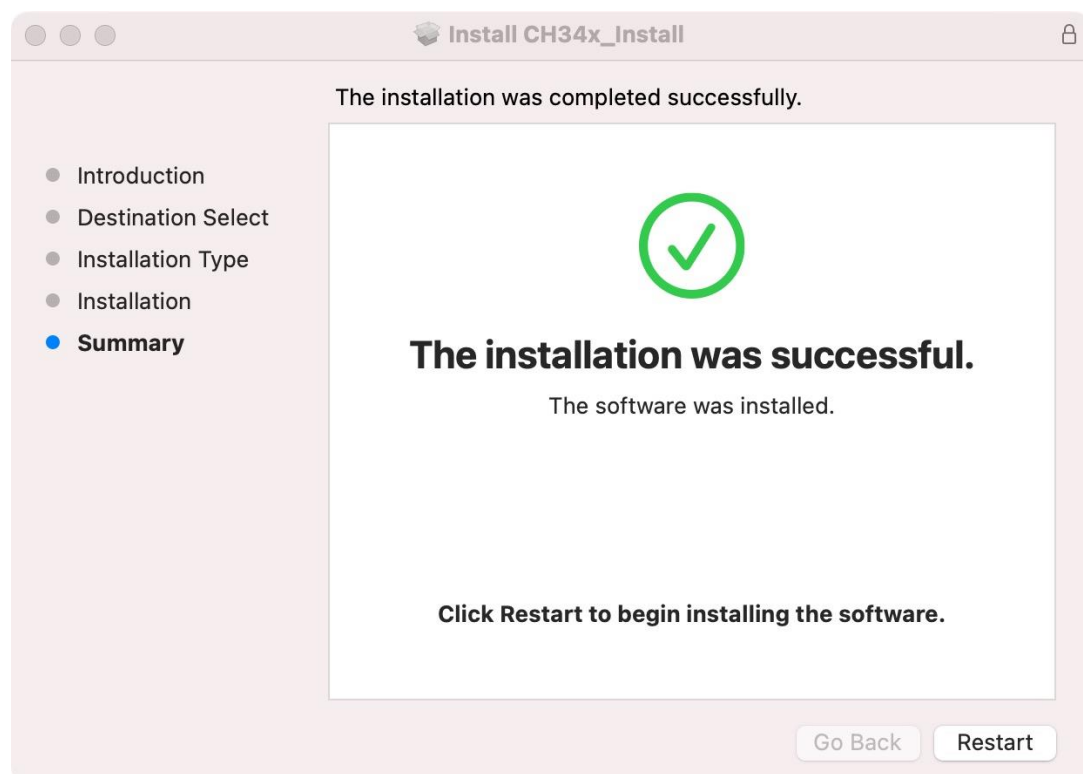 Install CH34x_Install
The installation was completed successfully.
Introduction
Destination Select
Installation Type
Installation
Summary
The installation was successful.
The software was installed.
Click Restart to begin installing the software.
Go Back
Restart